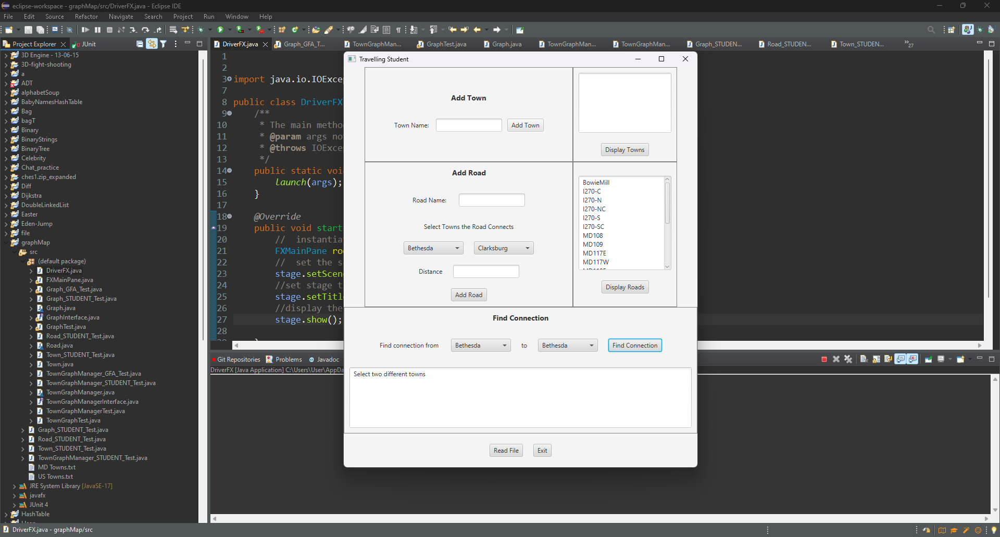 eclipse-workspace - graphMap/src/DriverFX.java - Eclipse IDE
File Edit Source Refactor Navigate Search Project Run Window Help
Project Explorer
JUnit
DriverFX.java
Graph_GFA_T...
TownGraphMan...
GraphTest.java
Graph.java
TownGraphMan...
TownGraphMan...
Graph_STUDEN...
Road_STUDEN...
Town_STUDEN...
27
3D Engine - 13-06-15
3D-fight-shooting
a
ADT
alphabetSoup
BabyNamesHashTable
Bag
bagT
Binary
BinaryStrings
BinaryTree
Celebrity
Chat_practice
ches1.zip_expanded
Diff
Dijkstra
DoubleLinkedList
Easter
Eden-Jump
file
graphMap
src
(default package)
DriverFX.java
FXMainPane.java
Graph_GFA_Test.java
Graph_STUDENT_Test.java
Graph.java
GraphInterface.java
GraphTest.java
Road_STUDENT_Test.java
Road.java
Town_STUDENT_Test.java
Town.java
TownGraphManager_GFA_Test.java
TownGraphManager_STUDENT_Test.java
TownGraphManager.java
TownGraphManagerInterface.java
TownGraphManagerTest.java
TownGraphTest.java
Graph_STUDENT_Test.java
Road_STUDENT_Test.java
Town_STUDENT_Test.java
TownGraphManager_STUDENT_Test.java
MD Towns.txt
US Towns.txt
JRE System Library [JavaSE-17]
javafx
JUnit 4
HashTable
1
2
3 import java.io.IOExce
7
8 public class DriverFX
9 /**
10 * The main metho
11 * @param args no
12 * @throws IOExce
13 */
14 public static voi
15 launch(args);
16 }
17
18 @Override
19 public void start
20 // instantia
21 FXMainPane ro
22 // set the s
23 stage.setScen
24 //set stage t
25 stage.setTitl
26 //display the
27 stage.show();
28
Git Repositories
Problems
Javadoc
DriverFX [Java Application] C:\Users\User\AppDa
Travelling Student
Add Town
Town Name:
Add Town
Display Towns
Add Road
Road Name:
Select Towns the Road Connects
Bethesda
Clarksburg
Distance
Add Road
BowieMill
I270-C
I270-N
I270-NC
I270-S
I270-SC
MD108
MD109
MD117E
MD117W
Display Roads
Find Connection
Find connection from
Bethesda
to
Bethesda
Find Connection
Select two different towns
Read File
Exit
DriverFX.java - graphMap/src